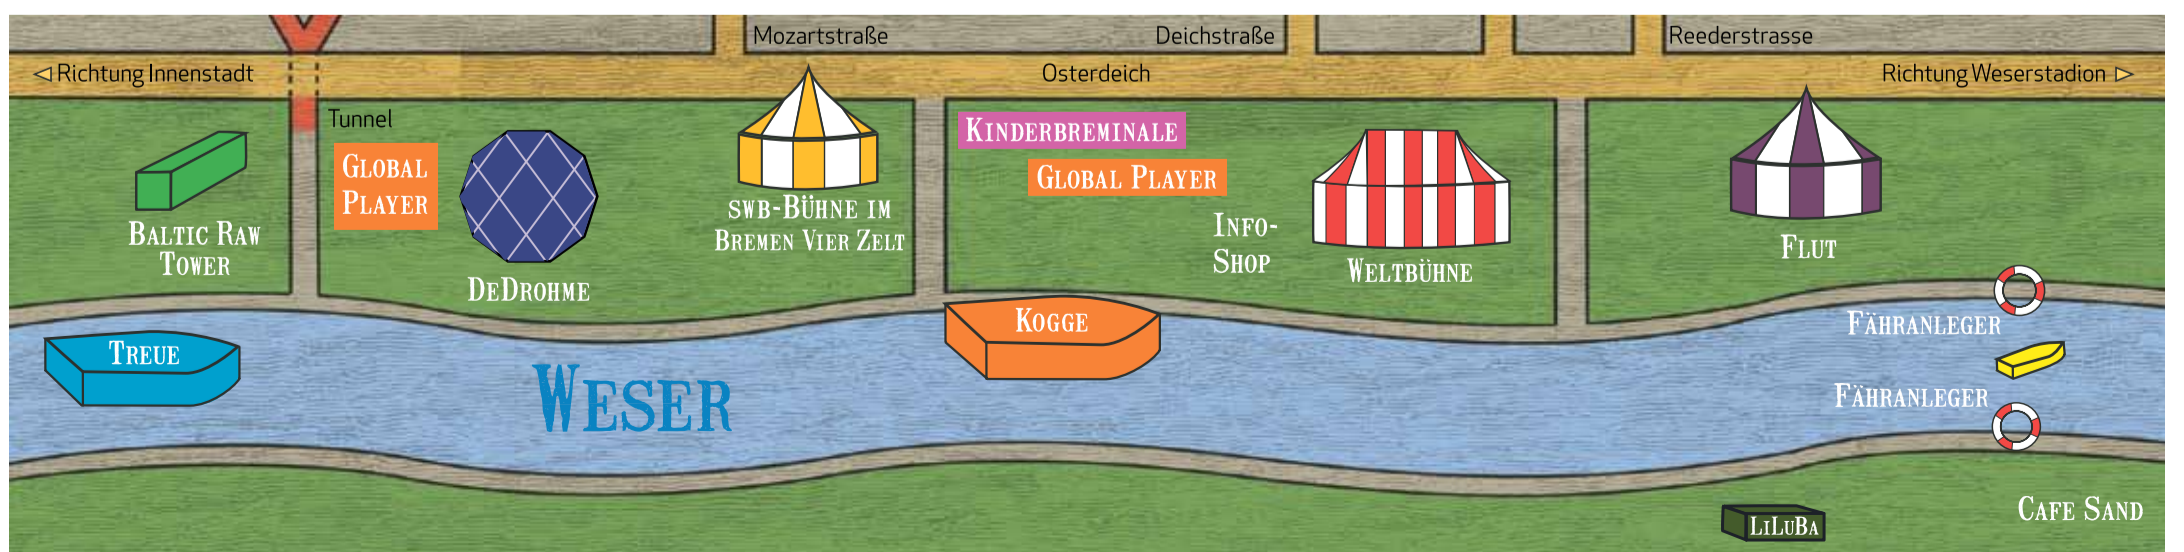 Mozartstraße
Deichstraße
Reederstrasse
Richtung Innenstadt
Osterdeich
Richtung Weserstadion
Tunnel
Global
Player
Baltic Raw
Tower
DeDrohme
swb-Bühne im
Bremen Vier Zelt
Kinderbreminale
Global Player
Info-
Shop
Weltbühne
Flut
Treue
Kogge
Weser
Fähranleger
Fähranleger
LiLuBa
Cafe Sand